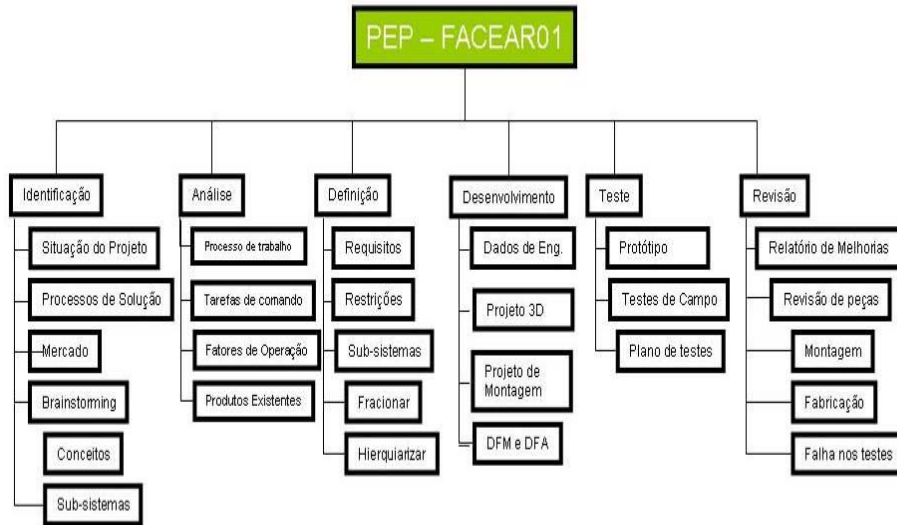 PEP – FACEAR01
Identificação
Situação do Projeto
Processos de Solução
Mercado
Brainstorming
Conceitos
Sub-sistemas
Análise
Processo de trabalho
Tarefas de comando
Fatores de Operação
Produtos Existentes
Definição
Requisitos
Restrições
Sub-sistemas
Fracionar
Hierquiarizar
Desenvolvimento
Dados de Eng.
Projeto 3D
Projeto de
Montagem
DFM e DFA
Teste
Protótipo
Testes de Campo
Plano de testes
Revisão
Relatório de Melhorias
Revisão de peças
Montagem
Fabricação
Falha nos testes